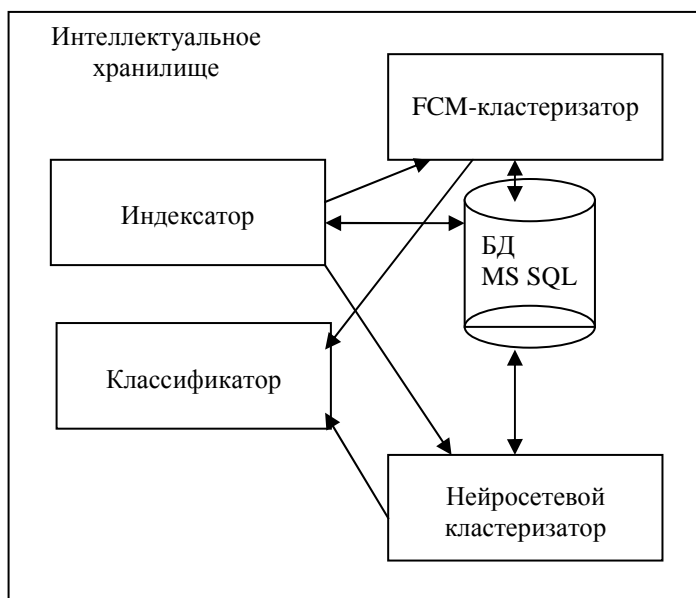 Интеллектуальное
хранилище
FCM-кластеризатор
Индексатор
БД
MS SQL
Классификатор
Нейросетевой
кластеризатор